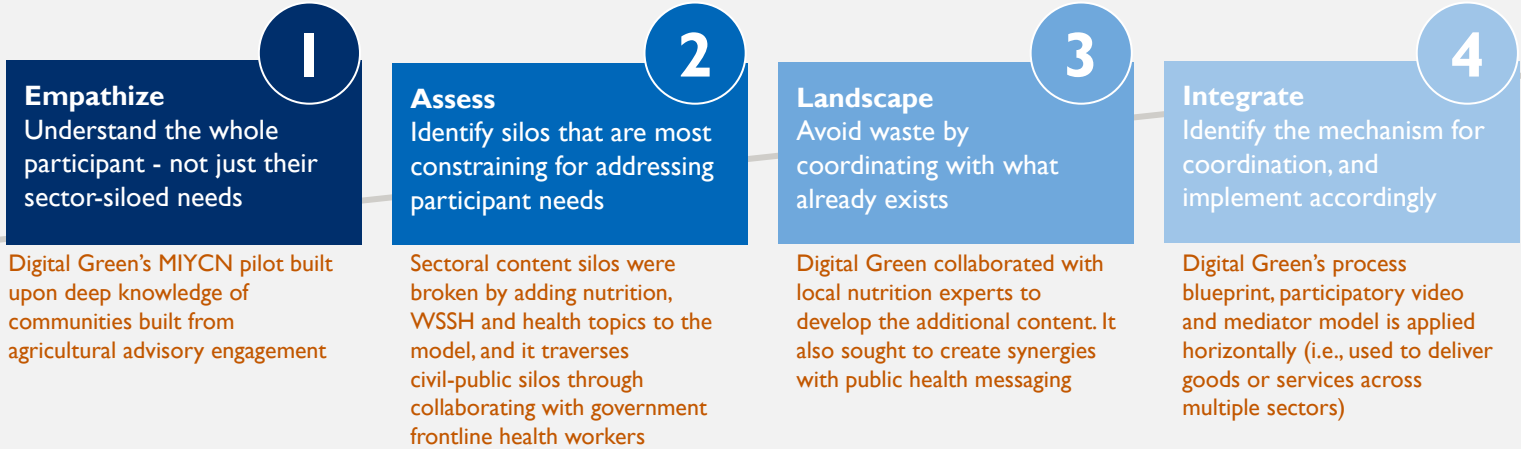 1
Empathize
Understand the whole
participant - not just their
sector-siloed needs
Digital Green's MIYCN pilot built
upon deep knowledge of
communities built from
agricultural advisory engagement
2
Assess
Identify silos that are most
constraining for addressing
participant needs
Sectoral content silos were
broken by adding nutrition,
WSSH and health topics to the
model, and it traverses
civil-public silos through
collaborating with government
frontline health workers
3
Landscape
Avoid waste by
coordinating with what
already exists
Digital Green collaborated with
local nutrition experts to
develop the additional content. It
also sought to create synergies
with public health messaging
4
Integrate
Identify the mechanism for
coordination, and
implement accordingly
Digital Green's process
blueprint, participatory video
and mediator model is applied
horizontally (i.e., used to deliver
goods or services across
multiple sectors)